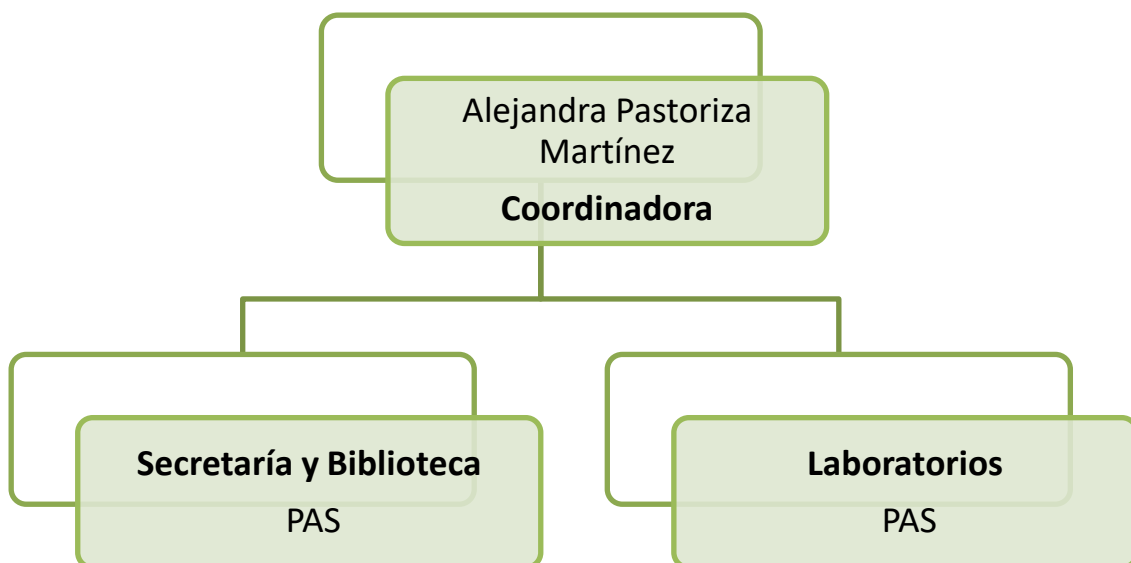 Alejandra Pastoriza
Martínez
Coordinadora
Secretaría y Biblioteca
PAS
Laboratorios
PAS